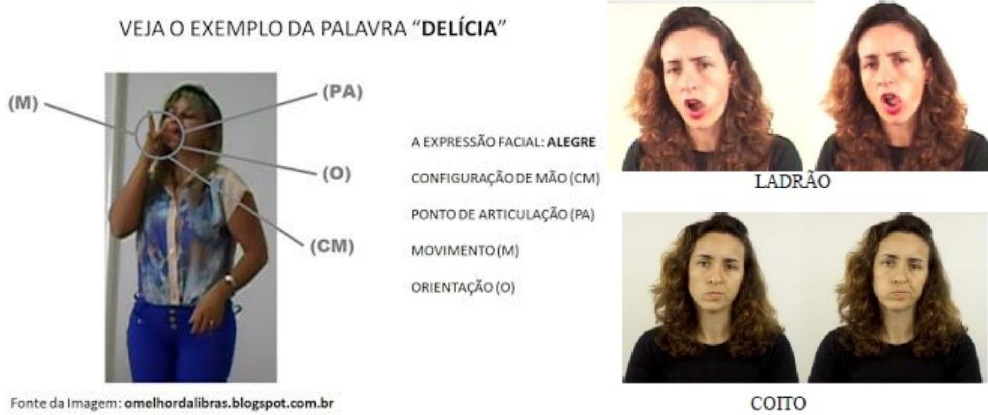 VEJA O EXEMPLO DA PALAVRA “DELÍCIA”
(M)
(PA)
(O)
(CM)
A EXPRESSÃO FACIAL: ALEGRE
CONFIGURAÇÃO DE MÃO (CM)
PONTO DE ARTICULAÇÃO (PA)
MOVIMENTO (M)
ORIENTAÇÃO (O)
Fonte da Imagem: omelhordalibras.blogspot.com.br
LADRÃO
COITO